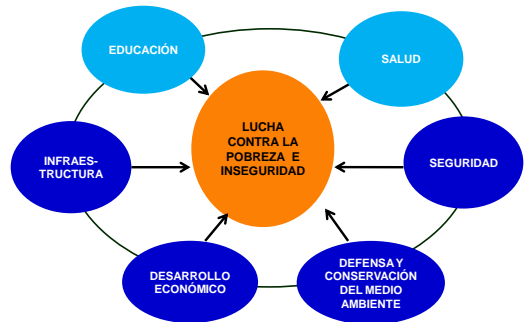 EDUCACIÓN
SALUD
LUCHA
CONTRA LA
POBREZA E
INSEGURIDAD
INFRAES-
TRUCTURA
SEGURIDAD
DESARROLLO
ECONÓMICO
DEFENSA Y
CONSERVACIÓN
DEL MEDIO
AMBIENTE